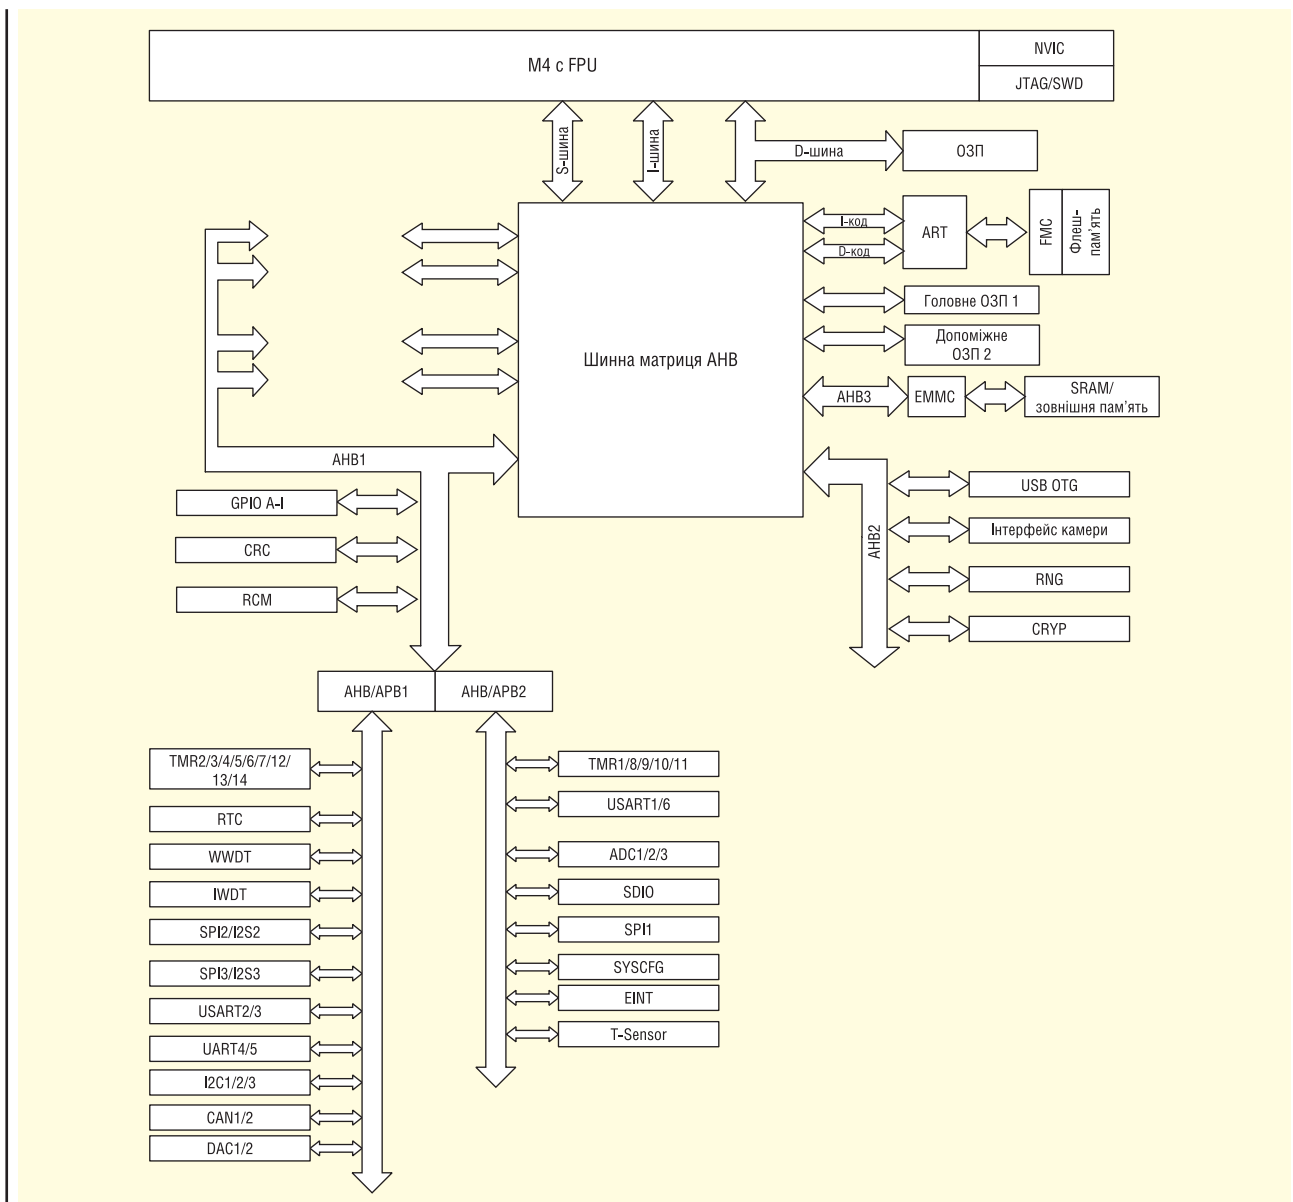 M4 с FPU
NVIC
JTAG/SWD
S-шина
I-шина
D-шина
ОЗП
I-код
D-код
ART
FMC
Флеш-
пам'ять
Головне ОЗП 1
Допоміжне
ОЗП 2
Шинна матриця AHB
AHB3
EMMC
SRAM/
зовнішня пам'ять
AHB1
GPIO A-I
CRC
RCM
AHB2
USB OTG
Інтерфейс камери
RNG
CRYP
AHB/APB1
AHB/APB2
TMR2/3/4/5/6/7/12/
13/14
RTC
WWDT
IWDT
SPI2/I2S2
SPI3/I2S3
USART2/3
UART4/5
I2C1/2/3
CAN1/2
DAC1/2
TMR1/8/9/10/11
USART1/6
ADC1/2/3
SDIO
SPI1
SYSCFG
EINT
T-Sensor